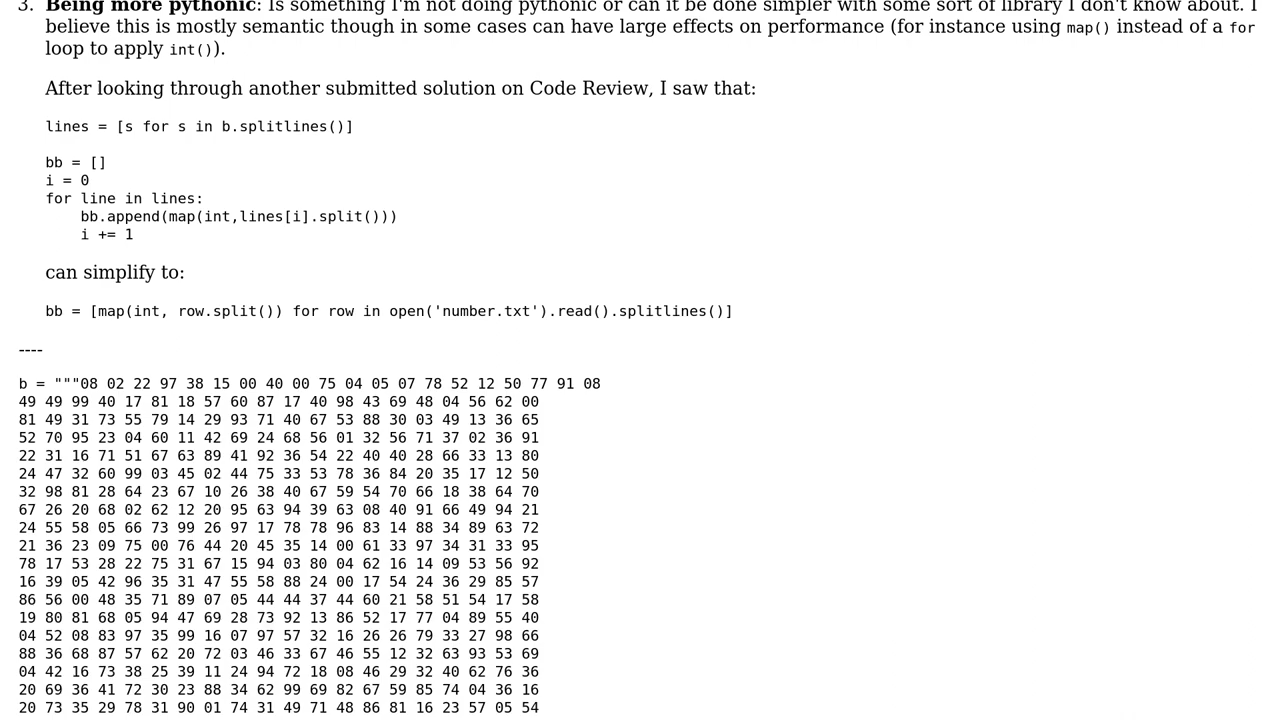 3. Being more pythonic: Is something I'm not doing pythonic or can it be done simpler with some sort of library I don't know about. I
believe this is mostly semantic though in some cases can have large effects on performance (for instance using map() instead of a for
loop to apply int()).
After looking through another submitted solution on Code Review, I saw that:
lines = [s for s in b.splitlines()]
bb = []
i = 0
for line in lines:
    bb.append(map(int,lines[i].split()))
    i += 1
can simplify to:
bb = [map(int, row.split()) for row in open('number.txt').read().splitlines()]
----
b = """08 02 22 97 38 15 00 40 00 75 04 05 07 78 52 12 50 77 91 08
49 49 99 40 17 81 18 57 60 87 17 40 98 43 69 48 04 56 62 00
81 49 31 73 55 79 14 29 93 71 40 67 53 88 30 03 49 13 36 65
52 70 95 23 04 60 11 42 69 24 68 56 01 32 56 71 37 02 36 91
22 31 16 71 51 67 63 89 41 92 36 54 22 40 40 28 66 33 13 80
24 47 32 60 99 03 45 02 44 75 33 53 78 36 84 20 35 17 12 50
32 98 81 28 64 23 67 10 26 38 40 67 59 54 70 66 18 38 64 70
67 26 20 68 02 62 12 20 95 63 94 39 63 08 40 91 66 49 94 21
24 55 58 05 66 73 99 26 97 17 78 78 96 83 14 88 34 89 63 72
21 36 23 09 75 00 76 44 20 45 35 14 00 61 33 97 34 31 33 95
78 17 53 28 22 75 31 67 15 94 03 80 04 62 16 14 09 53 56 92
16 39 05 42 96 35 31 47 55 58 88 24 00 17 54 24 36 29 85 57
86 56 00 48 35 71 89 07 05 44 44 37 44 60 21 58 51 54 17 58
19 80 81 68 05 94 47 69 28 73 92 13 86 52 17 77 04 89 55 40
04 52 08 83 97 35 99 16 07 97 57 32 16 26 26 79 33 27 98 66
88 36 68 87 57 62 20 72 03 46 33 67 46 55 12 32 63 93 53 69
04 42 16 73 38 25 39 11 24 94 72 18 08 46 29 32 40 62 76 36
20 69 36 41 72 30 23 88 34 62 99 69 82 67 59 85 74 04 36 16
20 73 35 29 78 31 90 01 74 31 49 71 48 86 81 16 23 57 05 54